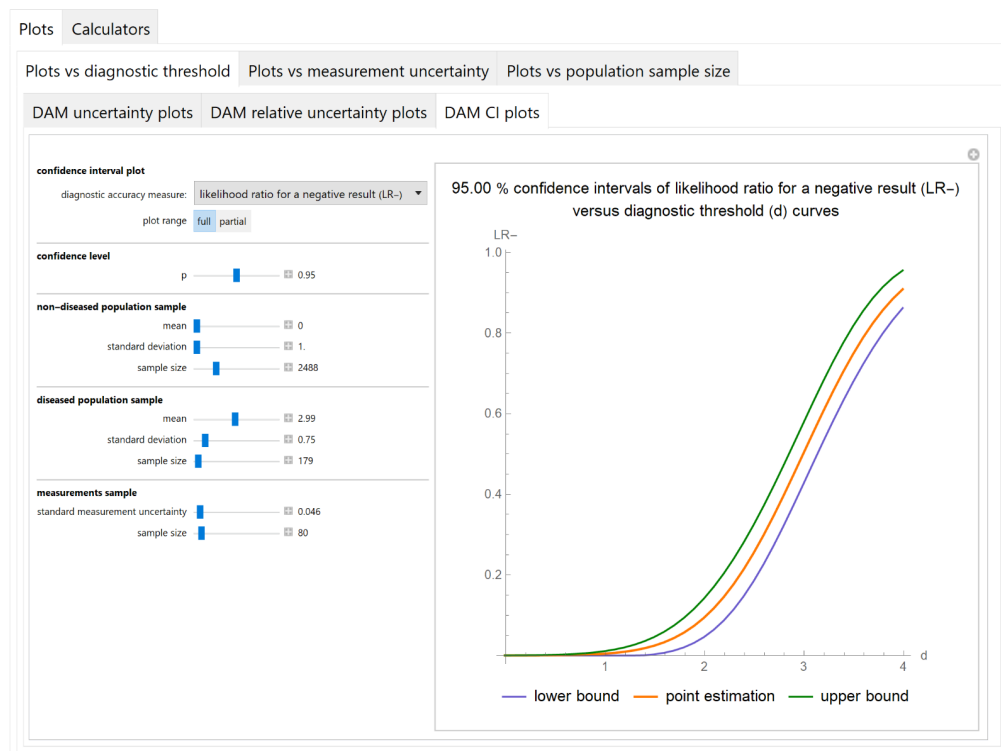 Plots Calculators
Plots vs diagnostic threshold Plots vs measurement uncertainty Plots vs population sample size
DAM uncertainty plots DAM relative uncertainty plots DAM CI plots
confidence interval plot
diagnostic accuracy measure: likelihood ratio for a negative result (LR−)
plot range full partial
confidence level
p 0.95
non−diseased population sample
mean 0
standard deviation 1.
sample size 2488
diseased population sample
mean 2.99
standard deviation 0.75
sample size 179
measurements sample
standard measurement uncertainty 0.046
sample size 80
95.00 % confidence intervals of likelihood ratio for a negative result (LR−)
versus diagnostic threshold (d) curves
LR−
1.0
0.8
0.6
0.4
0.2
1 2 3 4 d
lower bound point estimation upper bound